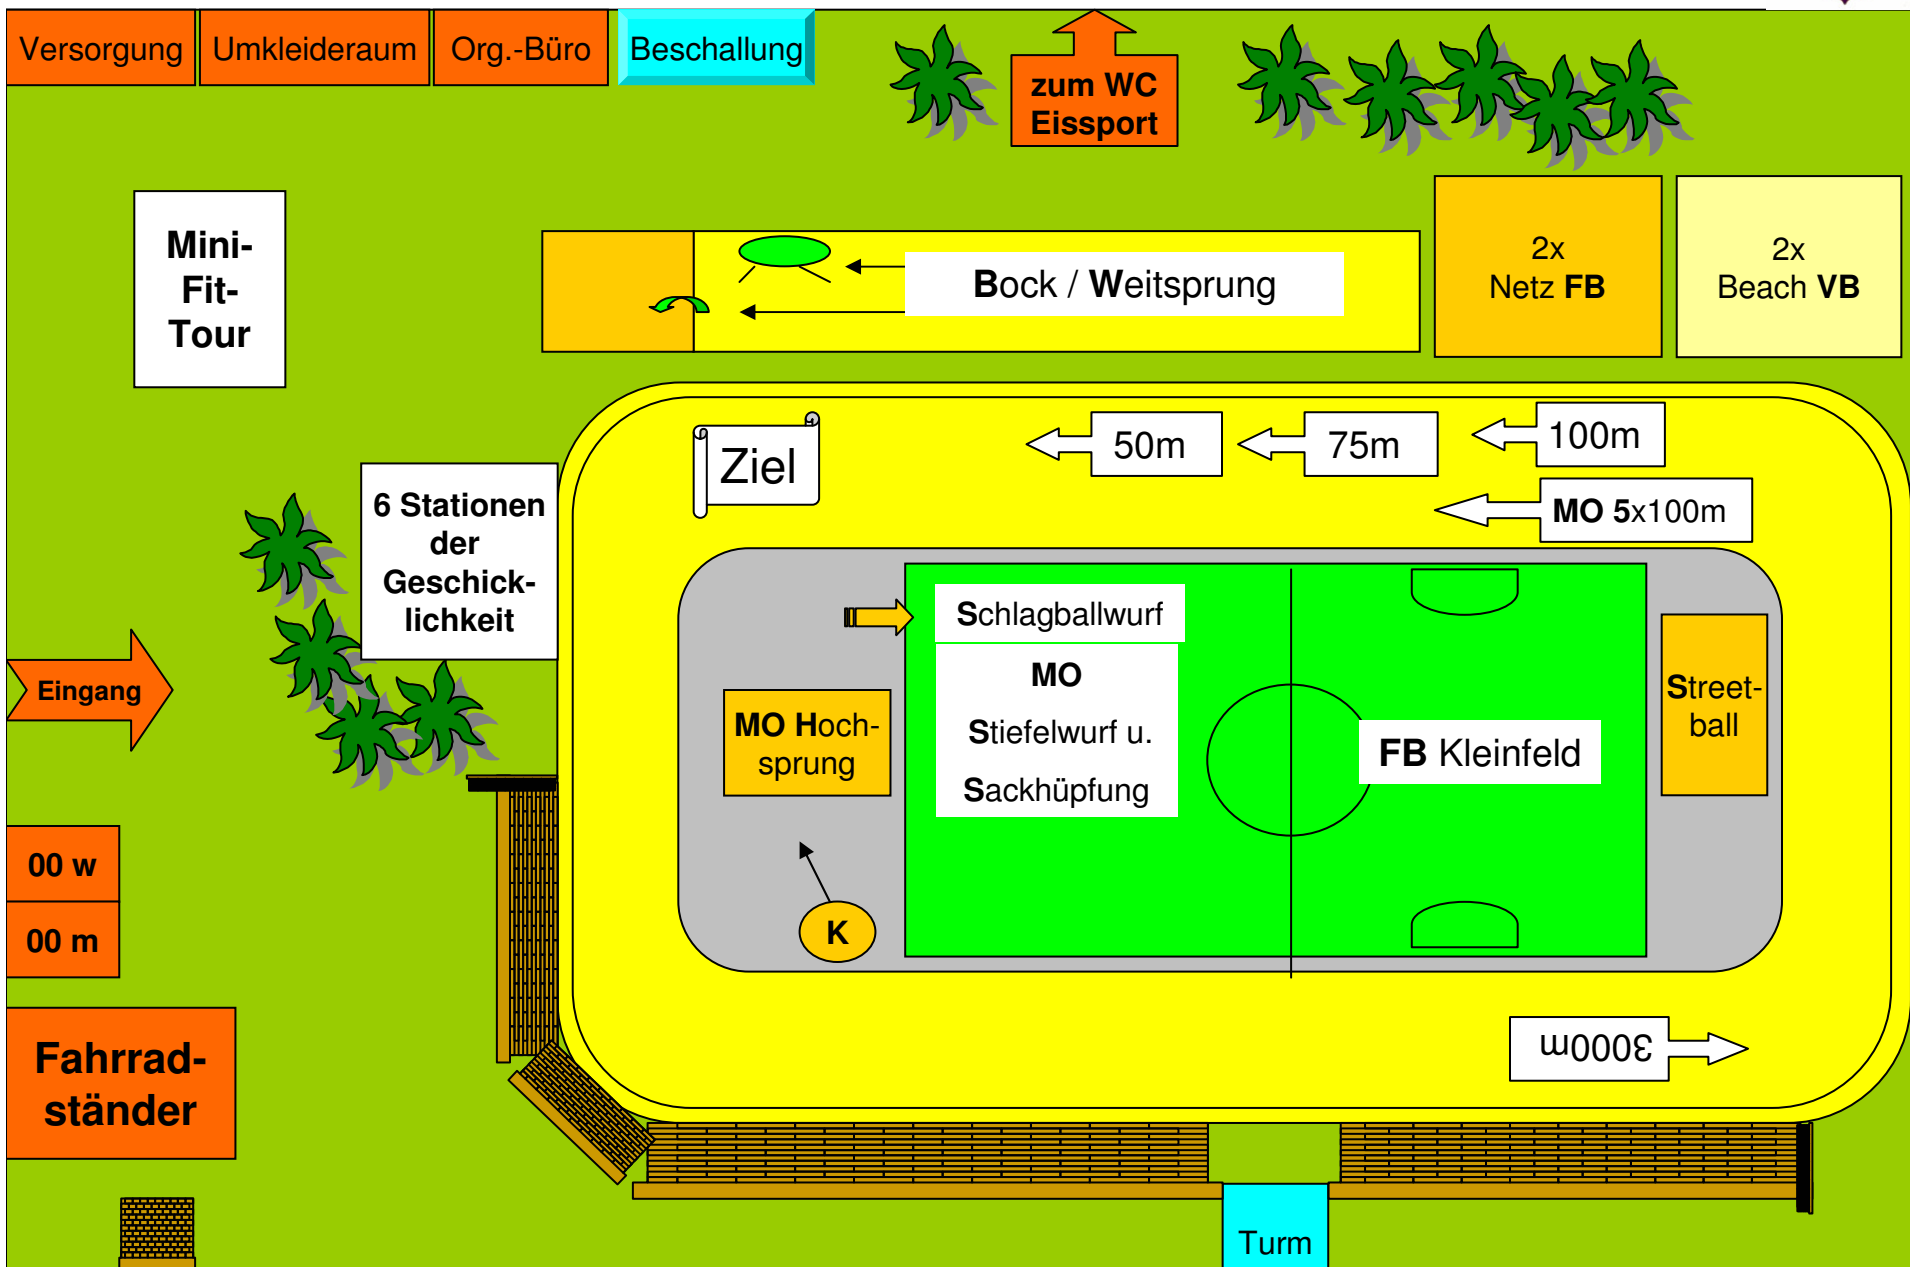 Versorgung
Umkleideraum
Org.-Büro
Beschallung
zum WC
Eissport
Mini-
Fit-
Tour
Bock / Weitsprung
2x
Netz FB
2x
Beach VB
Ziel
50m
75m
100m
MO 5x100m
6 Stationen
der
Geschick-
lichkeit
Schlagballwurf
MO
Stiefelwurf u.
Sackhüpfung
MO Hoch-
sprung
FB Kleinfeld
Street-
ball
Eingang
K
00 w
00 m
Fahrrad-
ständer
3000m
Turm